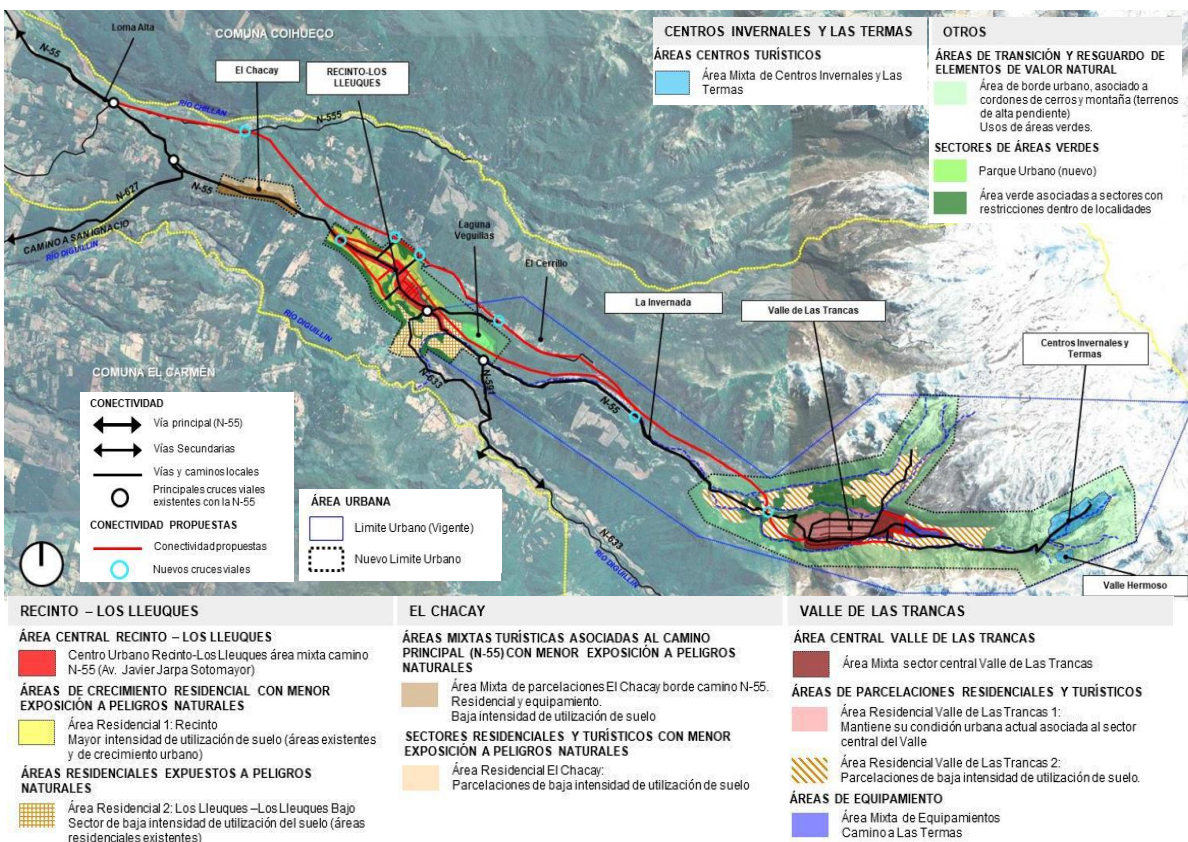 Loma Alta
COMUNA COIHUECO
N-55
El Chacay
RECINTO-LOS
LLEUQUES
RÍO CHILLAN
N-555
N-627
N-55
CAMINO A SAN IGNACIO
RÍO DIGUILLIN
Laguna
Veguillas
El Cerrillo
La Invernada
Valle de Las Trancas
Centros Invernales y
Termas
RÍO DIGUILLIN
COMUNA EL CARMEN
N-633
N-591
N-55
N-633
RÍO DIGUILLIN
Valle Hermoso
CENTROS INVERNALES Y LAS TERMAS
ÁREAS CENTROS TURÍSTICOS
Área Mixta de Centros Invernales y Las
Termas
OTROS
ÁREAS DE TRANSICIÓN Y RESGUARDO DE
ELEMENTOS DE VALOR NATURAL
Área de borde urbano, asociado a
cordones de cerros y montaña (terrenos
de alta pendiente)
Usos de áreas verdes.
SECTORES DE ÁREAS VERDES
Parque Urbano (nuevo)
Área verde asociadas a sectores con
restricciones dentro de localidades
CONECTIVIDAD
Vía principal (N-55)
Vías Secundarias
Vías y caminos locales
Principales cruces viales
existentes con la N-55
CONECTIVIDAD PROPUESTAS
Conectividad propuestas
Nuevos cruces viales
ÁREA URBANA
Limite Urbano (Vigente)
Nuevo Limite Urbano
RECINTO – LOS LLEUQUES
ÁREA CENTRAL RECINTO – LOS LLEUQUES
Centro Urbano Recinto-Los Lleuques área mixta camino
N-55 (Av. Javier Jarpa Sotomayor)
ÁREAS DE CRECIMIENTO RESIDENCIAL CON MENOR
EXPOSICIÓN A PELIGROS NATURALES
Área Residencial 1: Recinto
Mayor intensidad de utilización de suelo (áreas existentes
y de crecimiento urbano)
ÁREAS RESIDENCIALES EXPUESTOS A PELIGROS
NATURALES
Área Residencial 2: Los Lleuques –Los Lleuques Bajo
Sector de baja intensidad de utilización del suelo (áreas
residenciales existentes)
EL CHACAY
ÁREAS MIXTAS TURÍSTICAS ASOCIADAS AL CAMINO
PRINCIPAL (N-55) CON MENOR EXPOSICIÓN A PELIGROS
NATURALES
Área Mixta de parcelaciones El Chacay borde camino N-55.
Residencial y equipamiento.
Baja intensidad de utilización de suelo
SECTORES RESIDENCIALES Y TURÍSTICOS CON MENOR
EXPOSICIÓN A PELIGROS NATURALES
Área Residencial El Chacay:
Parcelaciones de baja intensidad de utilización de suelo
VALLE DE LAS TRANCAS
ÁREA CENTRAL VALLE DE LAS TRANCAS
Área Mixta sector central Valle de Las Trancas
ÁREAS DE PARCELACIONES RESIDENCIALES Y TURÍSTICOS
Área Residencial Valle de Las Trancas 1:
Mantiene su condición urbana actual asociada al sector
central del Valle
Área Residencial Valle de Las Trancas 2:
Parcelaciones de baja intensidad de utilización de suelo.
ÁREAS DE EQUIPAMIENTO
Área Mixta de Equipamientos
Camino a Las Termas